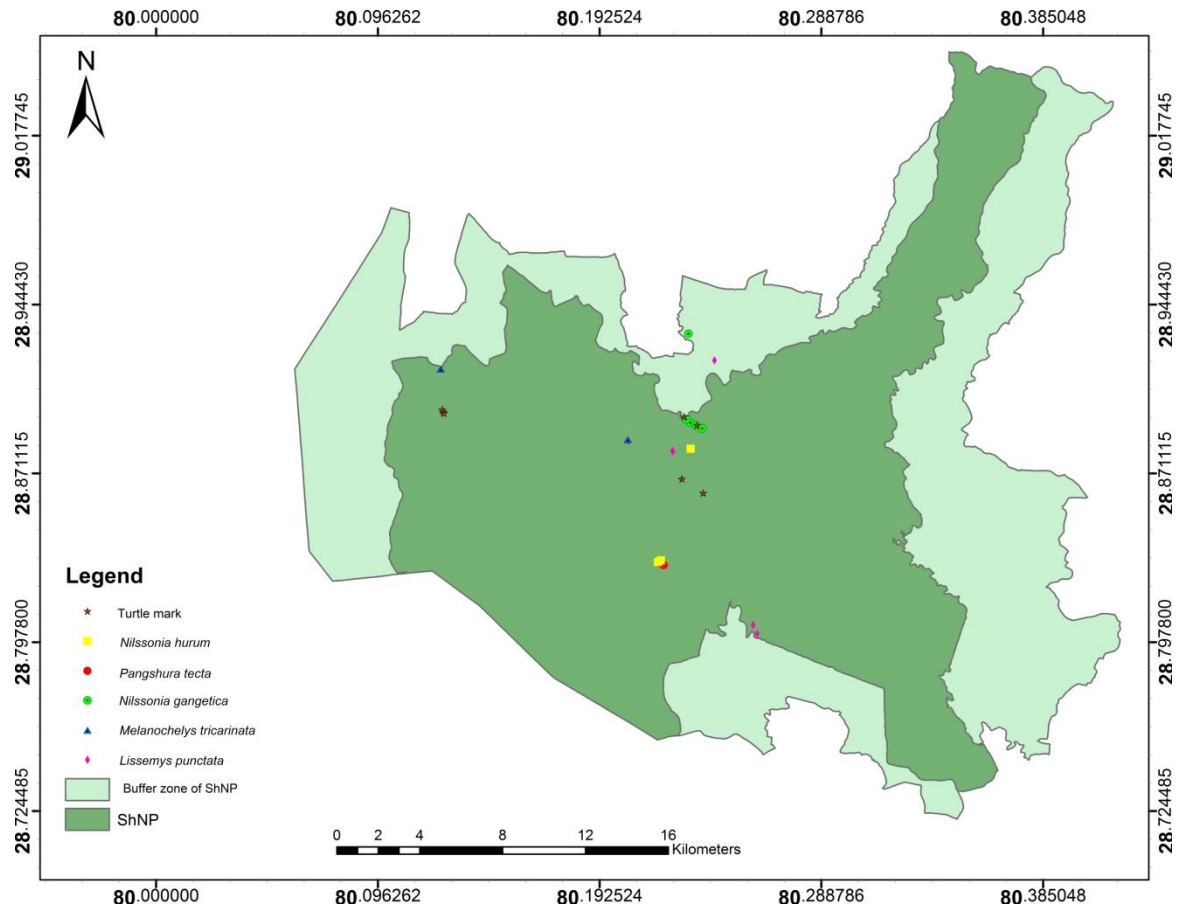 80.000000 80.096262 80.192524 80.288786 80.385048
N
29.017745 29.017745
28.944430 28.944430
28.871115 28.871115
28.797800 28.797800
28.724485 28.724485
Legend
Turtle mark
Nilssonia hurum
Pangshura tecta
Nilssonia gangetica
Melanochelys tricarinata
Lissemys punctata
Buffer zone of ShNP
ShNP
0 2 4 8 12 16
Kilometers
80.000000 80.096262 80.192524 80.288786 80.385048